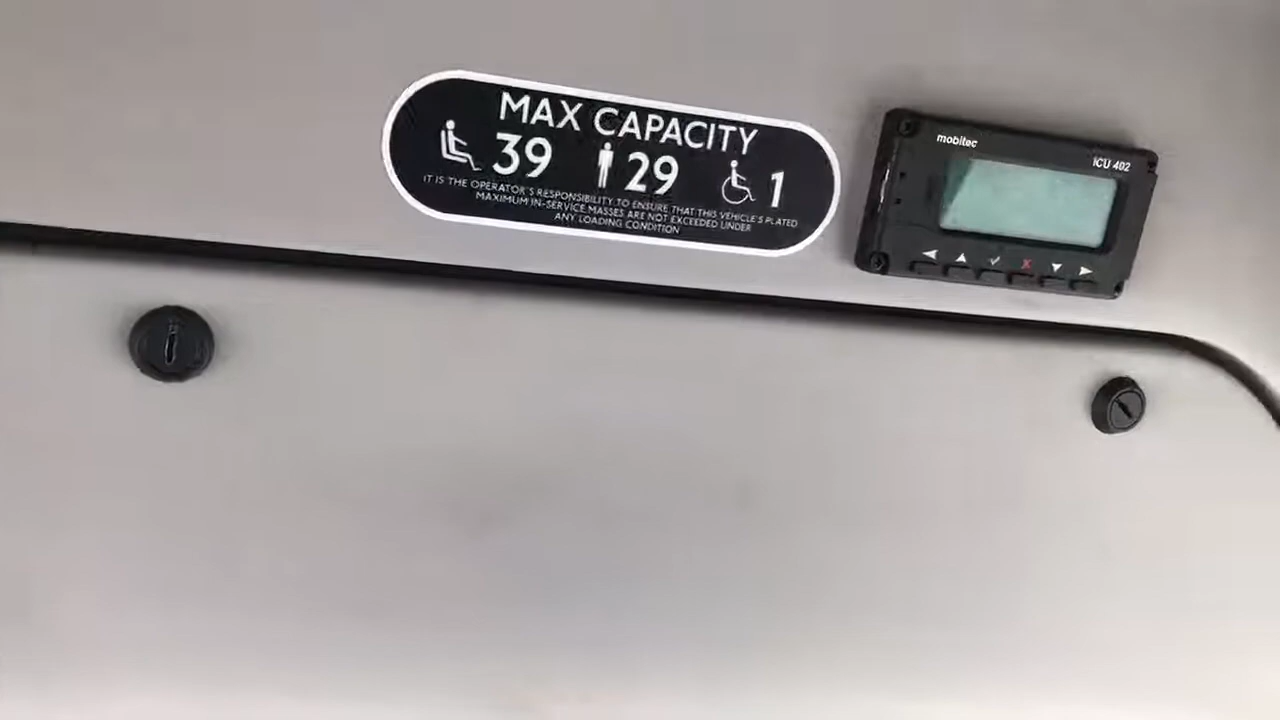 MAX CAPACITY
39 29 1
IT IS THE OPERATOR'S RESPONSIBILITY TO ENSURE THAT THIS VEHICLE'S PLATED
MAXIMUM IN-SERVICE MASSES ARE NOT EXCEEDED UNDER
ANY LOADING CONDITION
mobitec
ICU 402